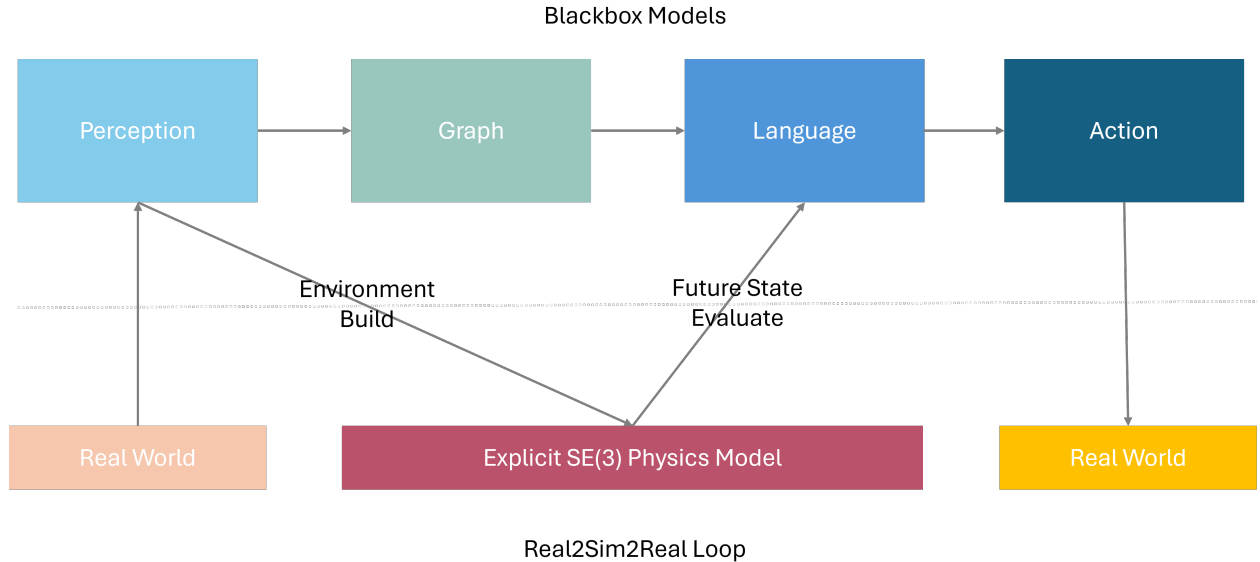 Blackbox Models
Perception
Graph
Language
Action
Environment
Build
Future State
Evaluate
Real World
Explicit SE(3) Physics Model
Real World
Real2Sim2Real Loop